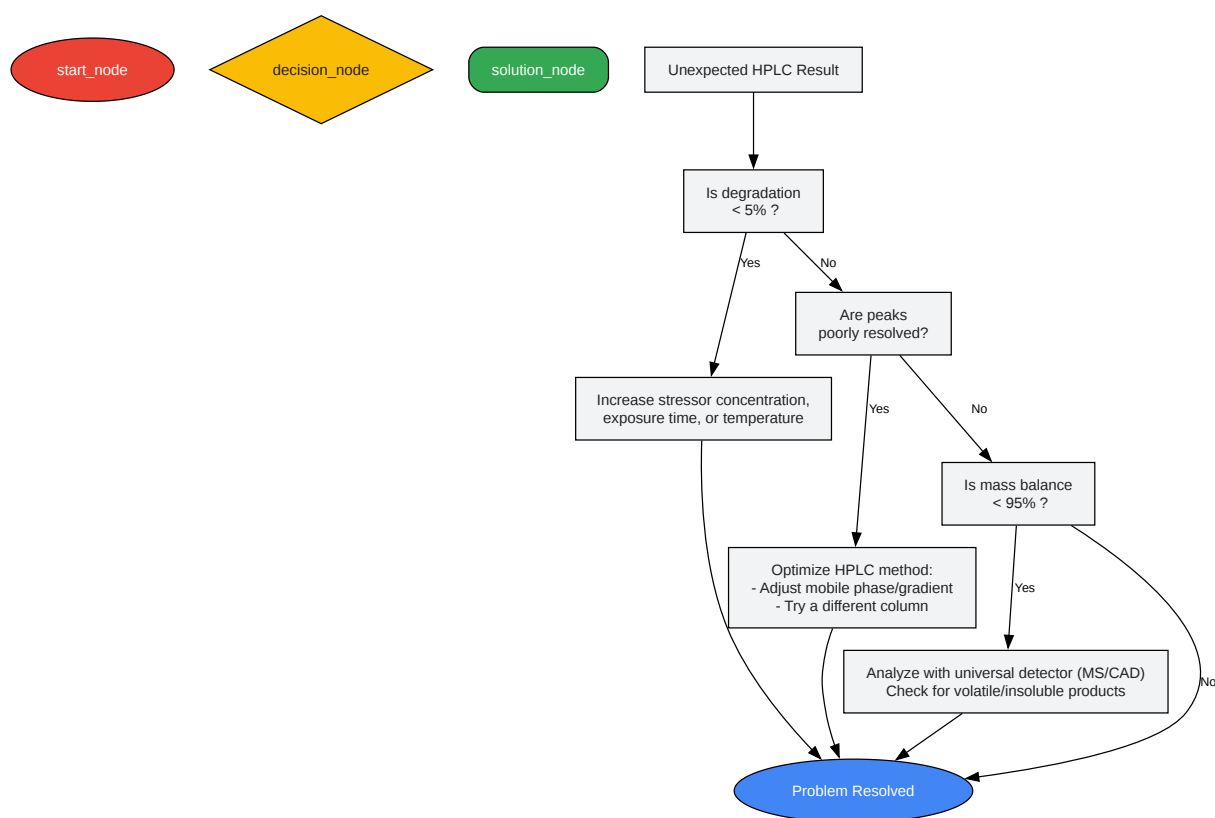 start_node
decision_node
solution_node
Unexpected HPLC Result
Is degradation
< 5% ?
Yes
No
Are peaks
poorly resolved?
Increase stressor concentration,
exposure time, or temperature
Yes
No
Is mass balance
< 95% ?
Optimize HPLC method:
- Adjust mobile phase/gradient
- Try a different column
Yes
Analyze with universal detector (MS/CAD)
Check for volatile/insoluble products
No
Problem Resolved